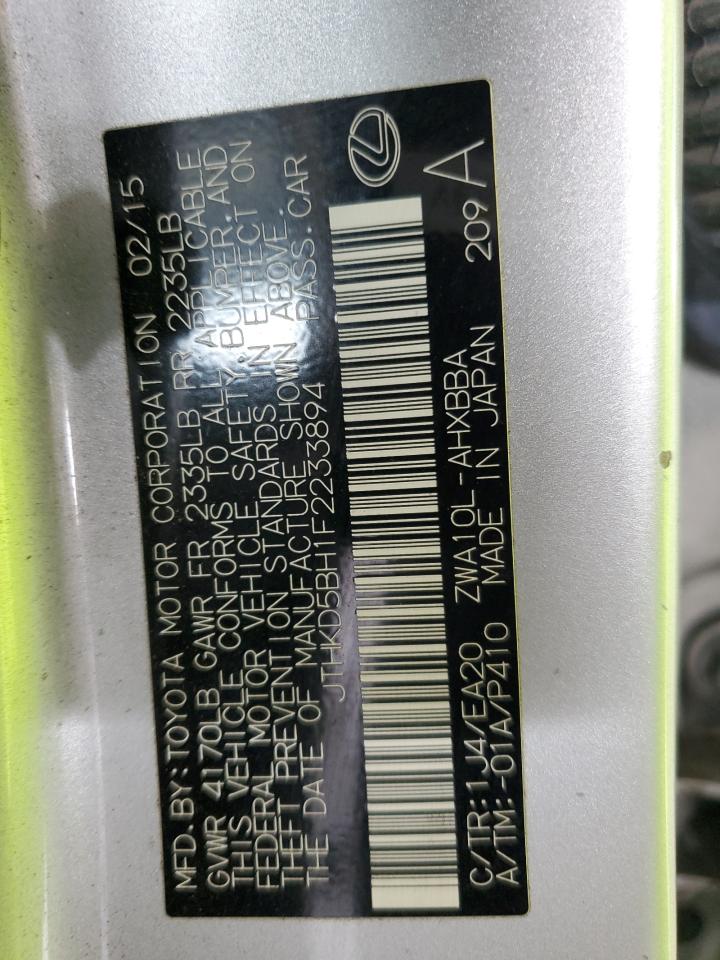 MFD.BY:TOYOTA MOTOR CORPORATION 02/15
GVWR 4170LB GAWR FR 2335LB RR 2235LB
THIS VEHICLE CONFORMS TO ALL APPLICABLE
FEDERAL MOTOR VEHICLE SAFETY, BUMPER, AND
THEFT PREVENTION STANDARDS IN EFFECT ON
THE DATE OF MANUFACTURE SHOWN ABOVE.
JTHKD5BH1F2233894 PASS.CAR
C/TR:1J4/EA20 ZWA10L-AHXBBA 209 A
A/TM:-01A/P410 MADE IN JAPAN